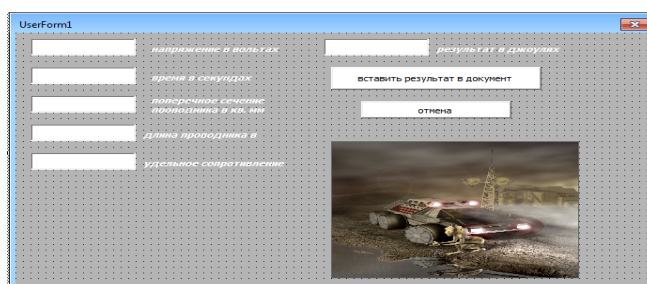 UserForm1
напряжение в вольтах
результат в джоулях
время в секундах
вставить результат в документ
поперечное сечение
проводника в кв. мм
отмена
длина проводника в
удельное сопративление